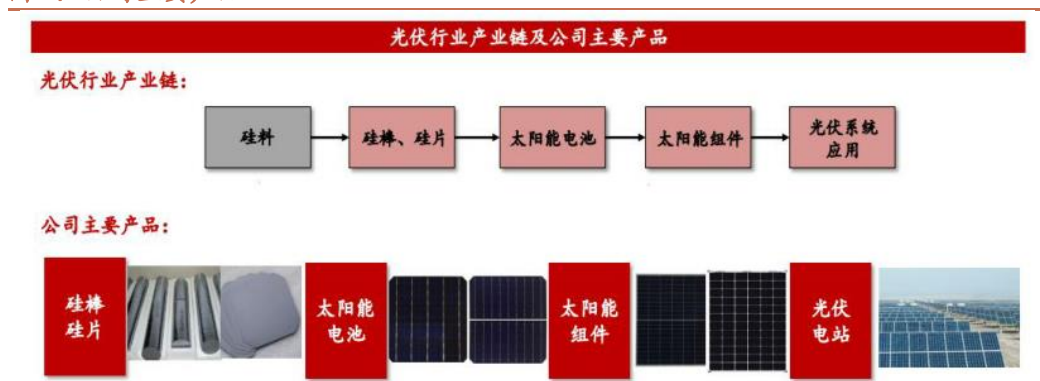 光伏行业产业链及公司主要产品
光伏行业产业链：
硅料
硅棒、硅片
太阳能电池
太阳能组件
光伏系统
应用
公司主要产品：
硅棒
硅片
太阳能
电池
太阳能
组件
光伏
电站